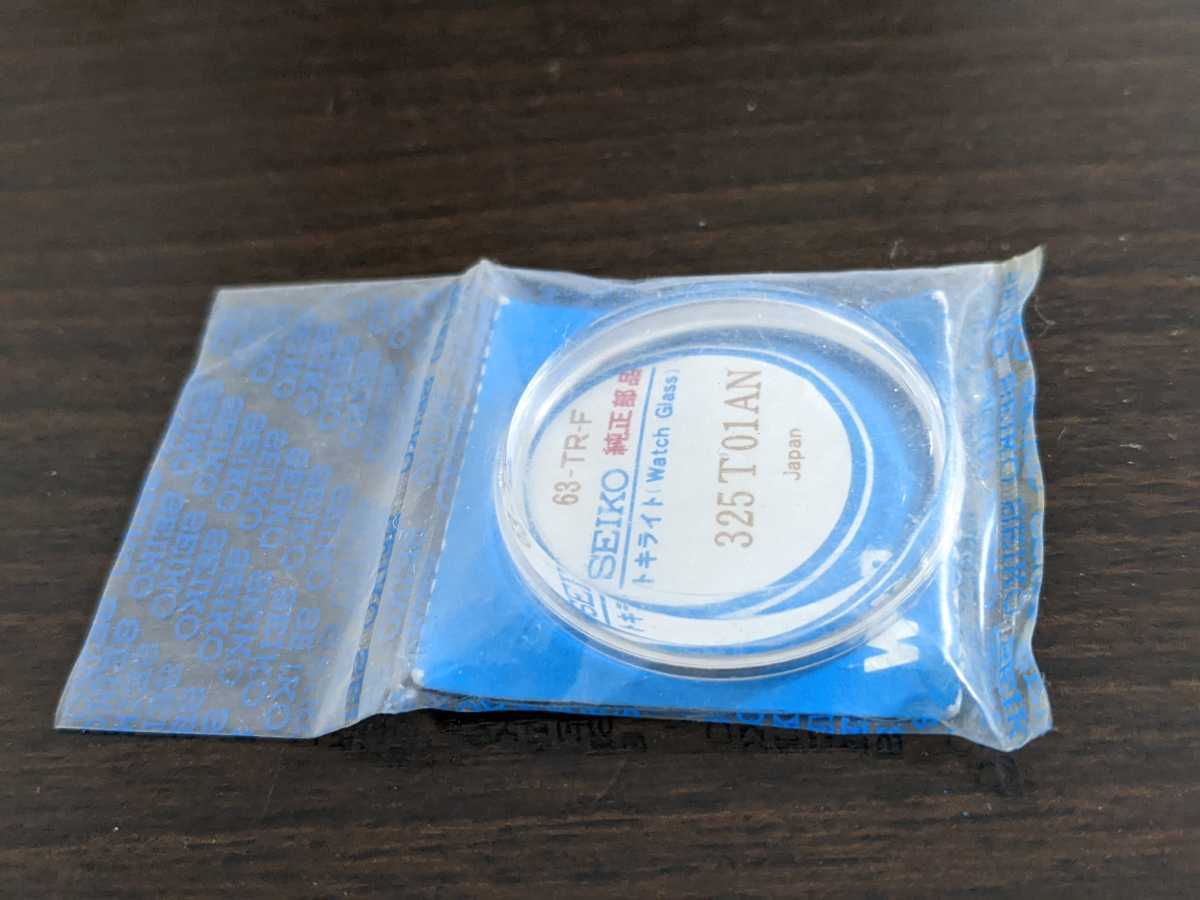 63-TR-F
SEIKO 純正部品
トキライト(Watch Glass)
325T01AN
Japan